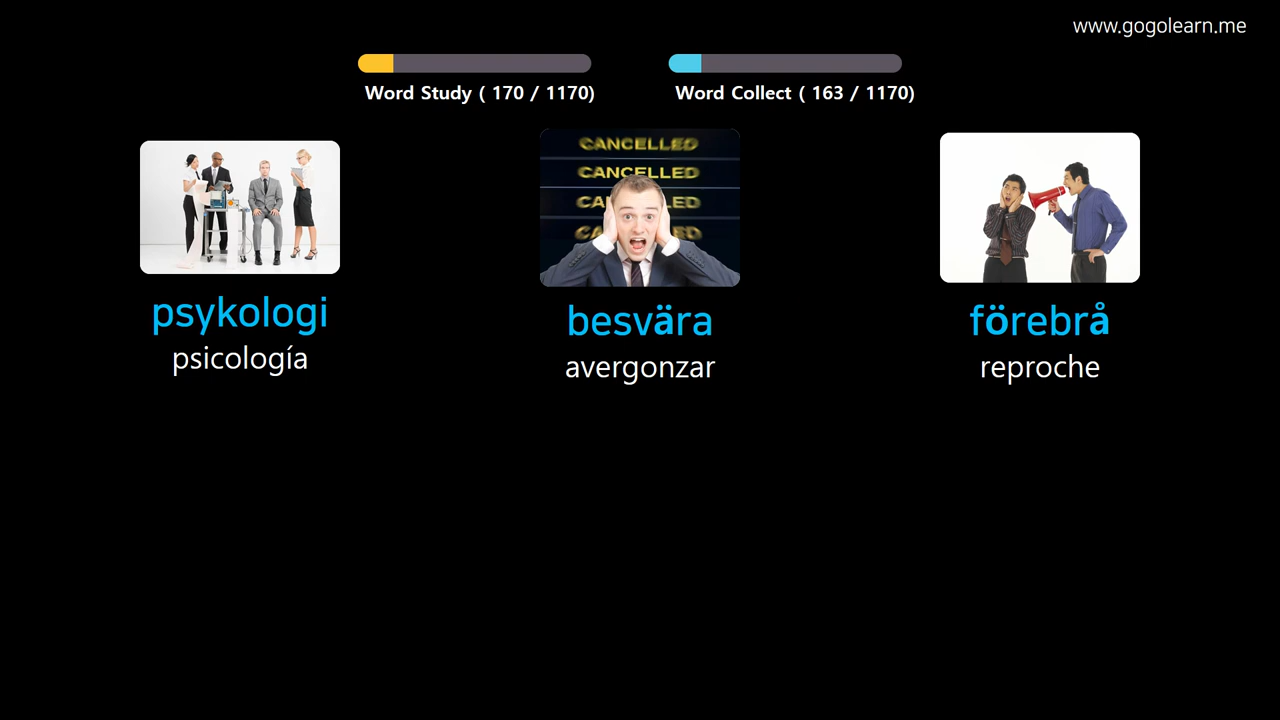 www.gogolearn.me
Word Study ( 170 / 1170)
Word Collect ( 163 / 1170)
CANCELLED
CANCELLED
psykologi
psicología
besvära
avergonzar
förebrå
reproche